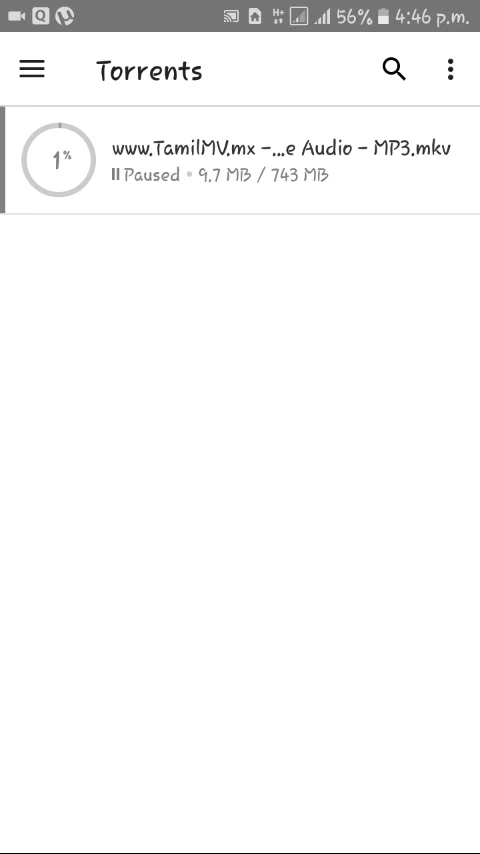 56% 4:46 p.m.
Torrents
1%
www.TamilMV.mx -...e Audio - MP3.mkv
Paused • 9.7 MB / 743 MB